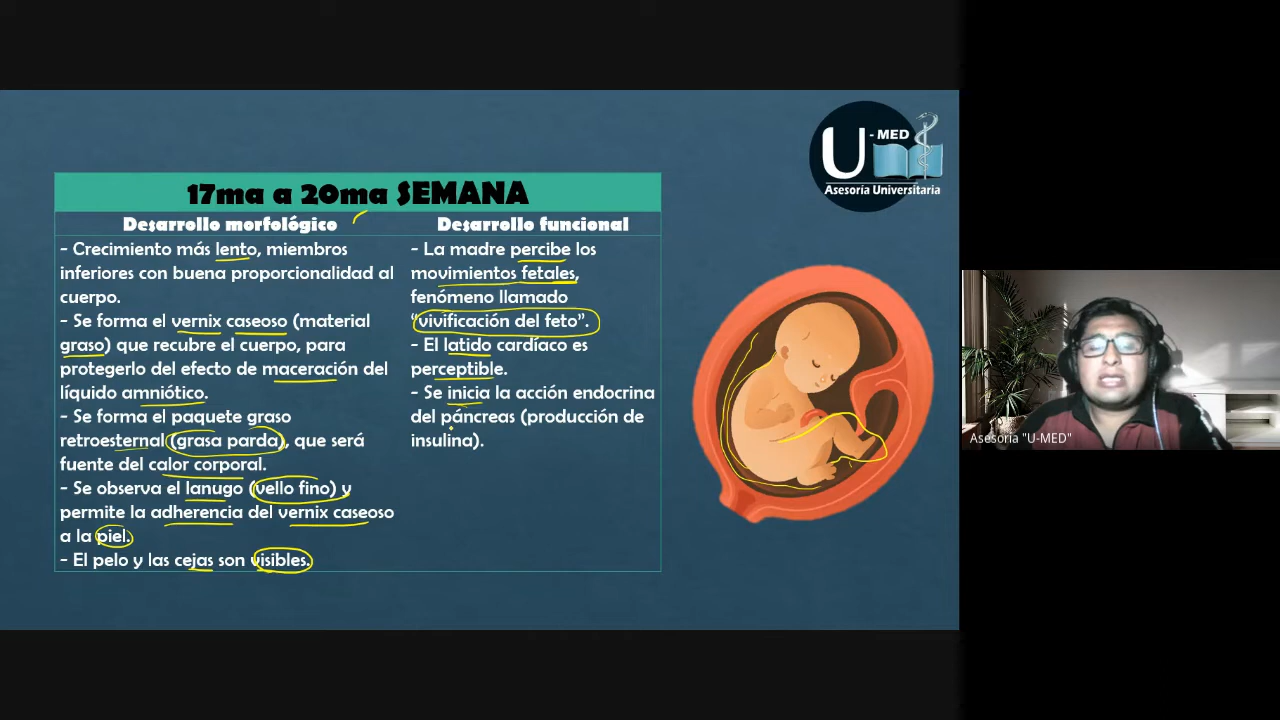 U - MED
Asesoría Universitaria
17ma a 20ma SEMANA
Desarrollo morfológico
- Crecimiento más lento, miembros
inferiores con buena proporcionalidad al
cuerpo.
- Se forma el vernix caseoso (material
graso) que recubre el cuerpo, para
protegerlo del efecto de maceración del
líquido amniótico.
- Se forma el paquete graso
retroesternal (grasa parda), que será
fuente del calor corporal.
- Se observa el lanugo (vello fino) y
permite la adherencia del vernix caseoso
a la piel.
- El pelo y las cejas son visibles.
Desarrollo funcional
- La madre percibe los
movimientos fetales,
fenómeno llamado
“vivificación del feto”.
- El latido cardíaco es
perceptible.
- Se inicia la acción endocrina
del páncreas (producción de
insulina).
Asesoria "U-MED"